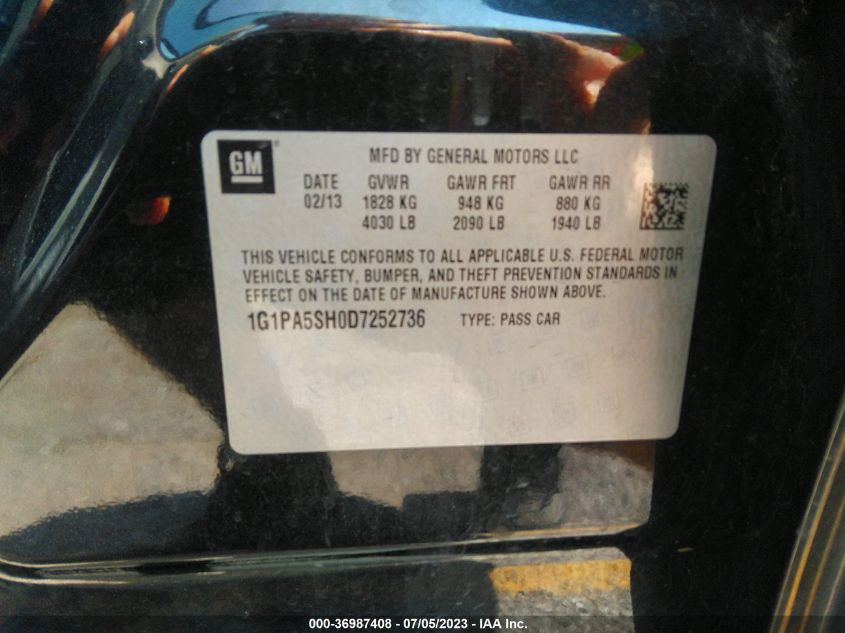 GM
MFD BY GENERAL MOTORS LLC
DATE GVWR GAWR FRT GAWR RR
02/13 1828 KG 948 KG 880 KG
4030 LB 2090 LB 1940 LB
THIS VEHICLE CONFORMS TO ALL APPLICABLE U.S. FEDERAL MOTOR
VEHICLE SAFETY, BUMPER, AND THEFT PREVENTION STANDARDS IN
EFFECT ON THE DATE OF MANUFACTURE SHOWN ABOVE.
1G1PA5SH0D7252736 TYPE: PASS CAR
000-36987408 - 07/05/2023 - IAA Inc.